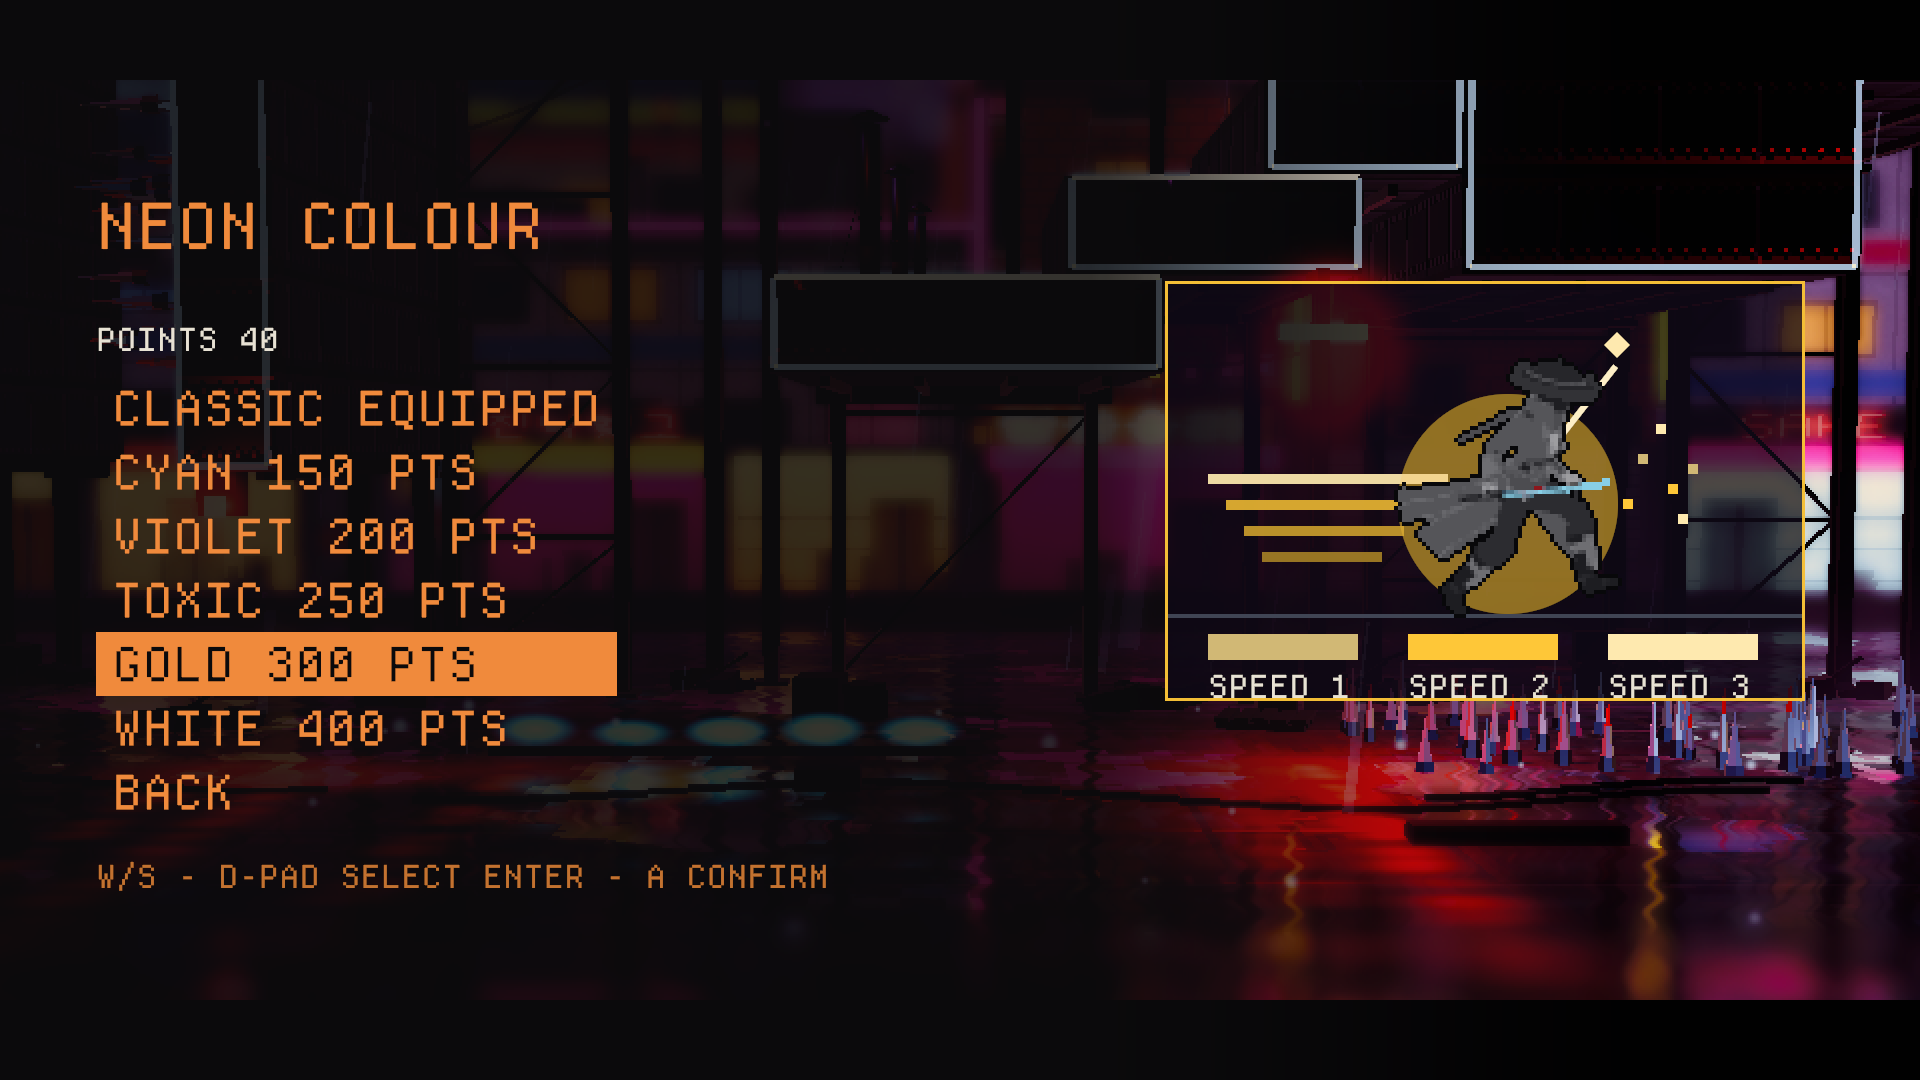 NEON COLOUR
POINTS 40
CLASSIC EQUIPPED
CYAN 150 PTS
VIOLET 200 PTS
TOXIC 250 PTS
GOLD 300 PTS
WHITE 400 PTS
BACK
W/S - D-PAD SELECT ENTER - A CONFIRM
SAKE
SPEED 1 SPEED 2 SPEED 3